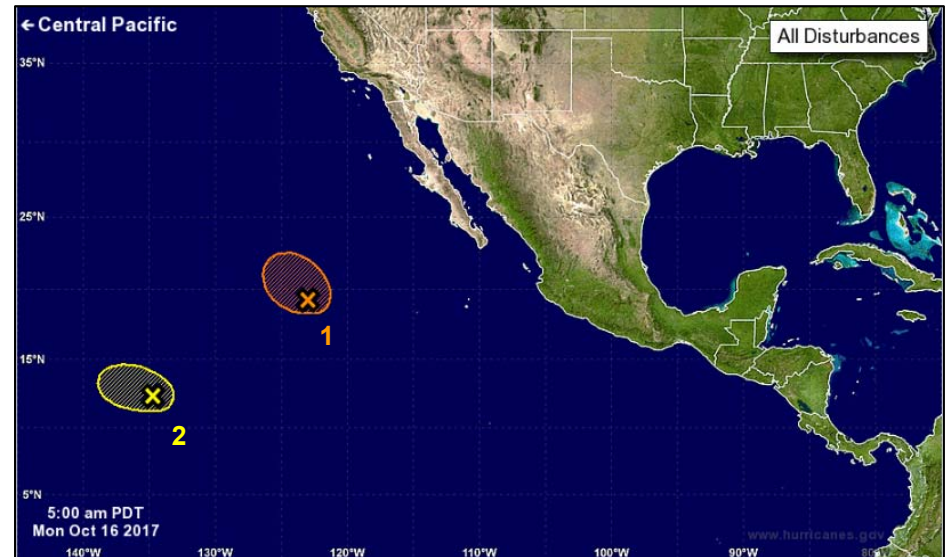 ← Central Pacific
All Disturbances
35°N
25°N
1
15°N
2
5°N
5:00 am PDT
Mon Oct 16 2017
www.hurricanes.gov
140°W 130°W 120°W 110°W 100°W 90°W 80°W